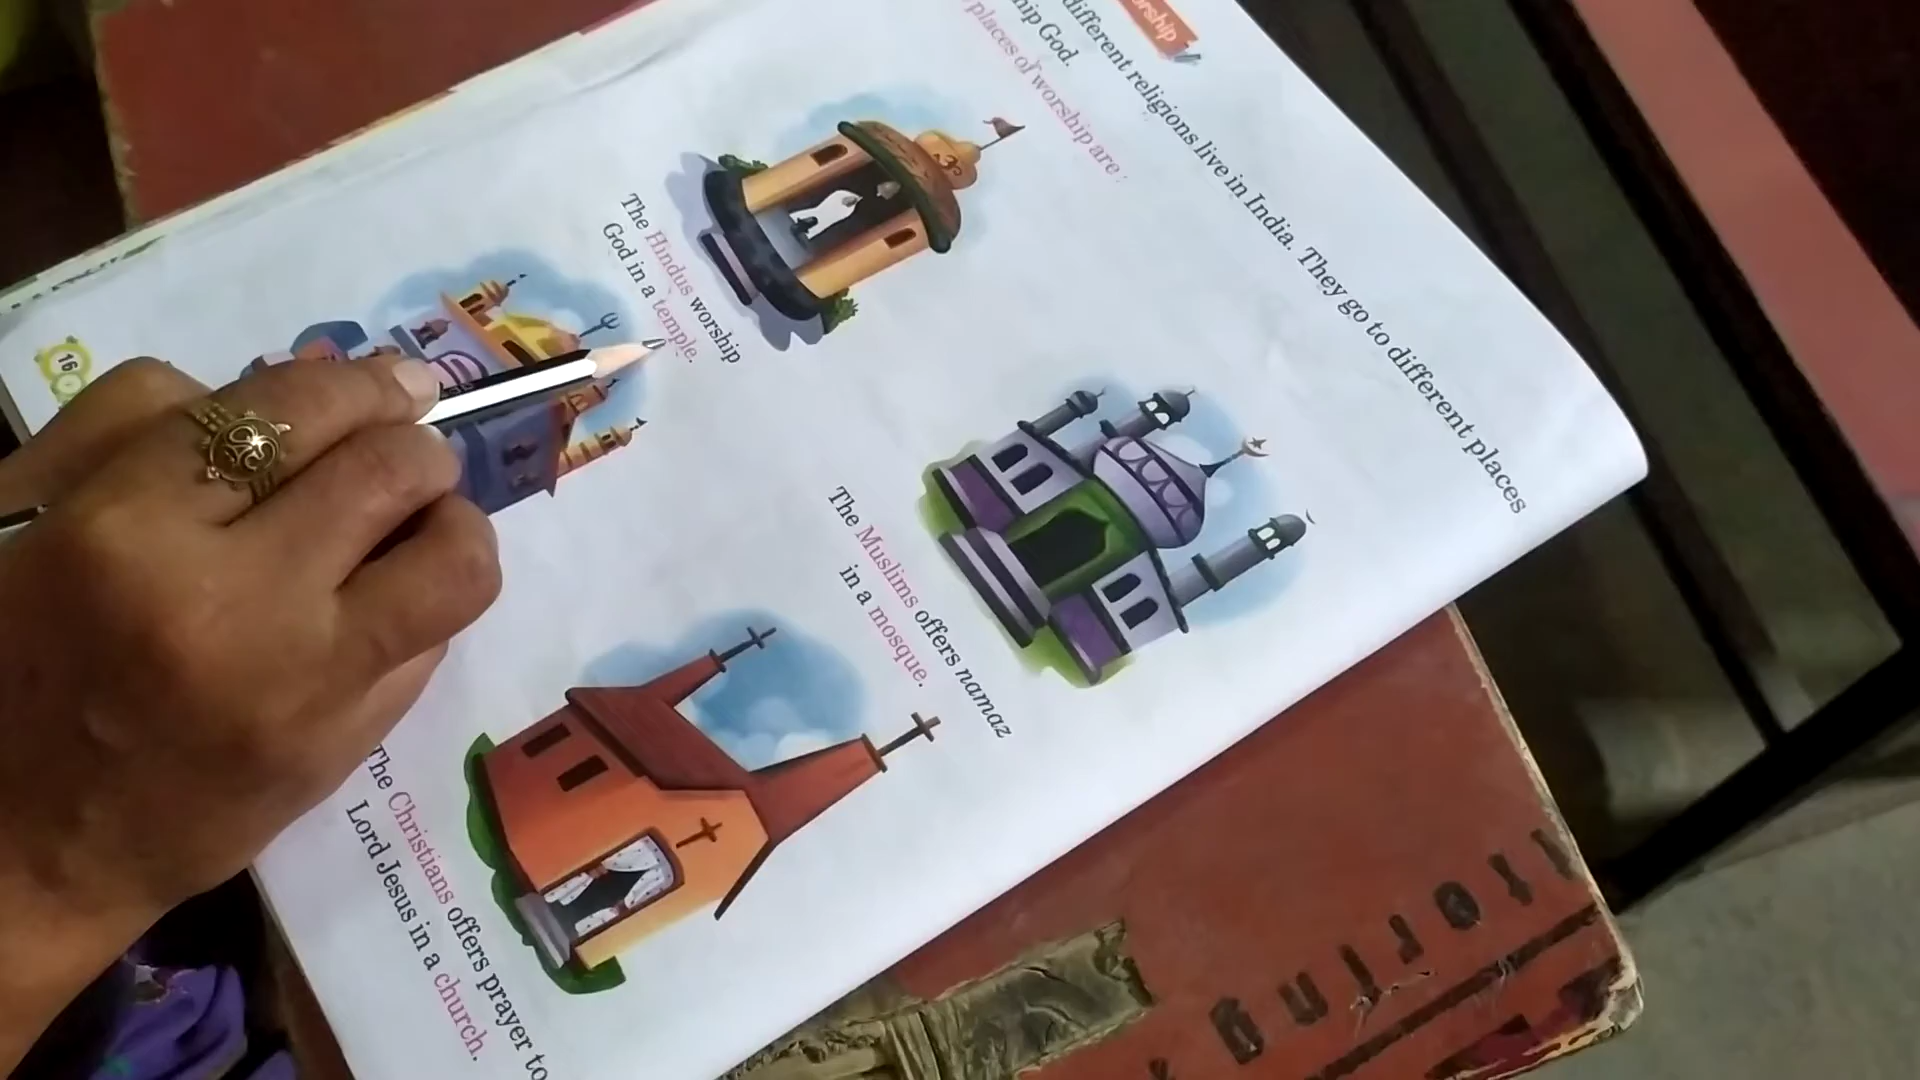 different religions live in India. They go to different places
God.
places of worship are :
The Hindus worship
God in a temple.
The Muslims offers namaz
in a mosque.
The Christians offers prayer to
Lord Jesus in a church.
16